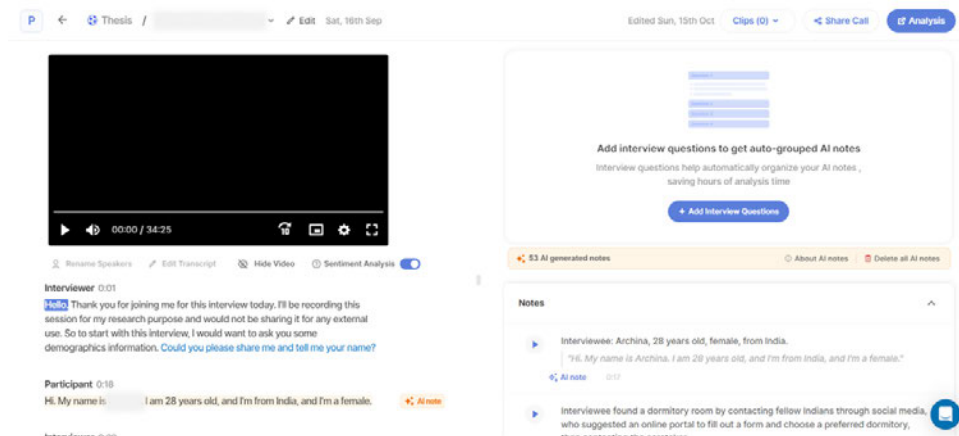 P ← Thesis / Edit Sat, 16th Sep Edited Sun, 15th Oct Clips (0) Share Call Analysis
00:00 / 34:25
10
Rename Speakers Edit Transcript Hide Video Sentiment Analysis
Interviewer 0:01
Hello. Thank you for joining me for this interview today. I'll be recording this
session for my research purpose and would not be sharing it for any external
use. So to start with this interview, I would want to ask you some
demographics information. Could you please share me and tell me your name?
Participant 0:18
Hi. My name is I am 28 years old, and I'm from India, and I'm a female. AI note
Add interview questions to get auto-grouped AI notes
Interview questions help automatically organize your AI notes ,
saving hours of analysis time
+ Add Interview Questions
53 AI generated notes About AI notes Delete all AI notes
Notes
Interviewee: Archina, 28 years old, female, from India.
"Hi. My name is Archina. I am 28 years old, and I'm from India, and I'm a female."
AI note 0:17
Interviewee found a dormitory room by contacting fellow Indians through social media,
who suggested an online portal to fill out a form and choose a preferred dormitory,